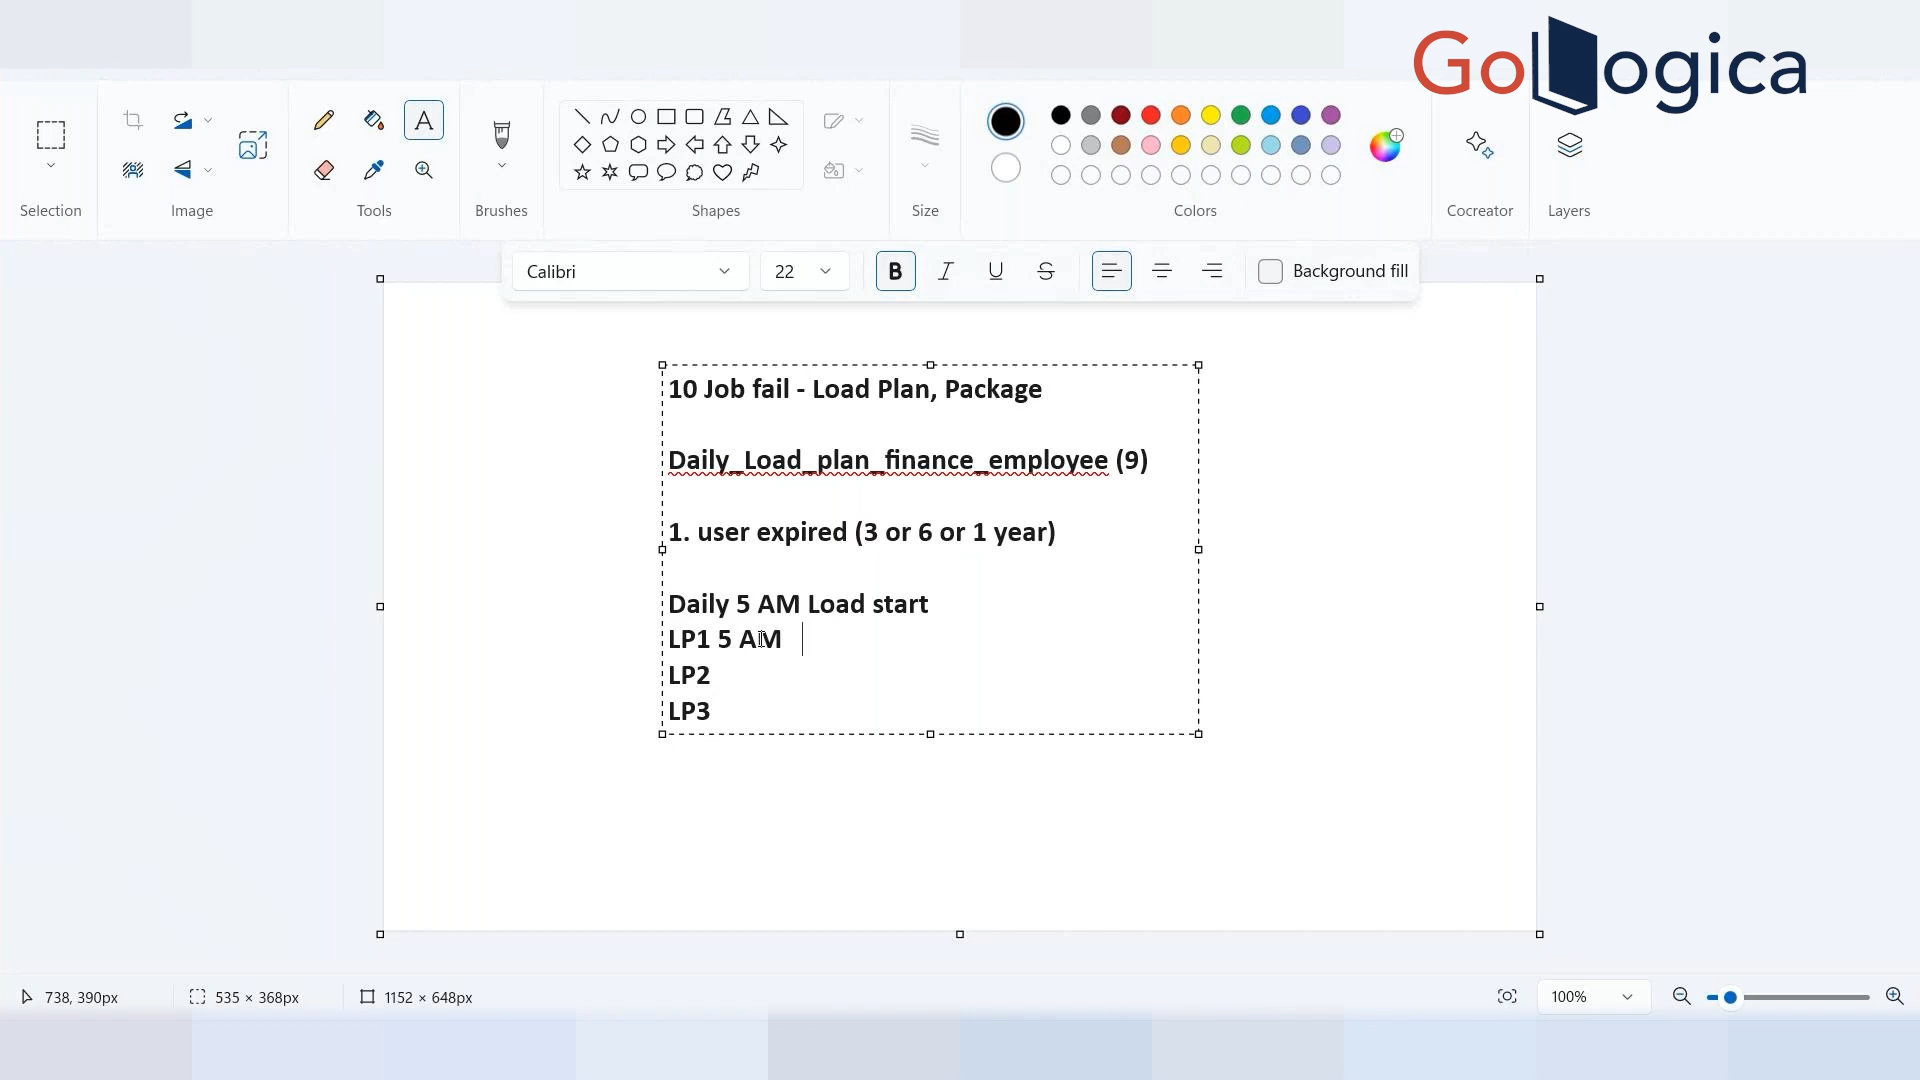 GoLogica
Selection
Image
Tools
Brushes
Shapes
Size
Colors
Cocreator
Layers
Calibri
22
B
I
U
S
Background fill
10 Job fail - Load Plan, Package
Daily_Load_plan_finance_employee (9)
1. user expired (3 or 6 or 1 year)
Daily 5 AM Load start
LP1 5 AM
LP2
LP3
738, 390px
535 × 368px
1152 × 648px
100%